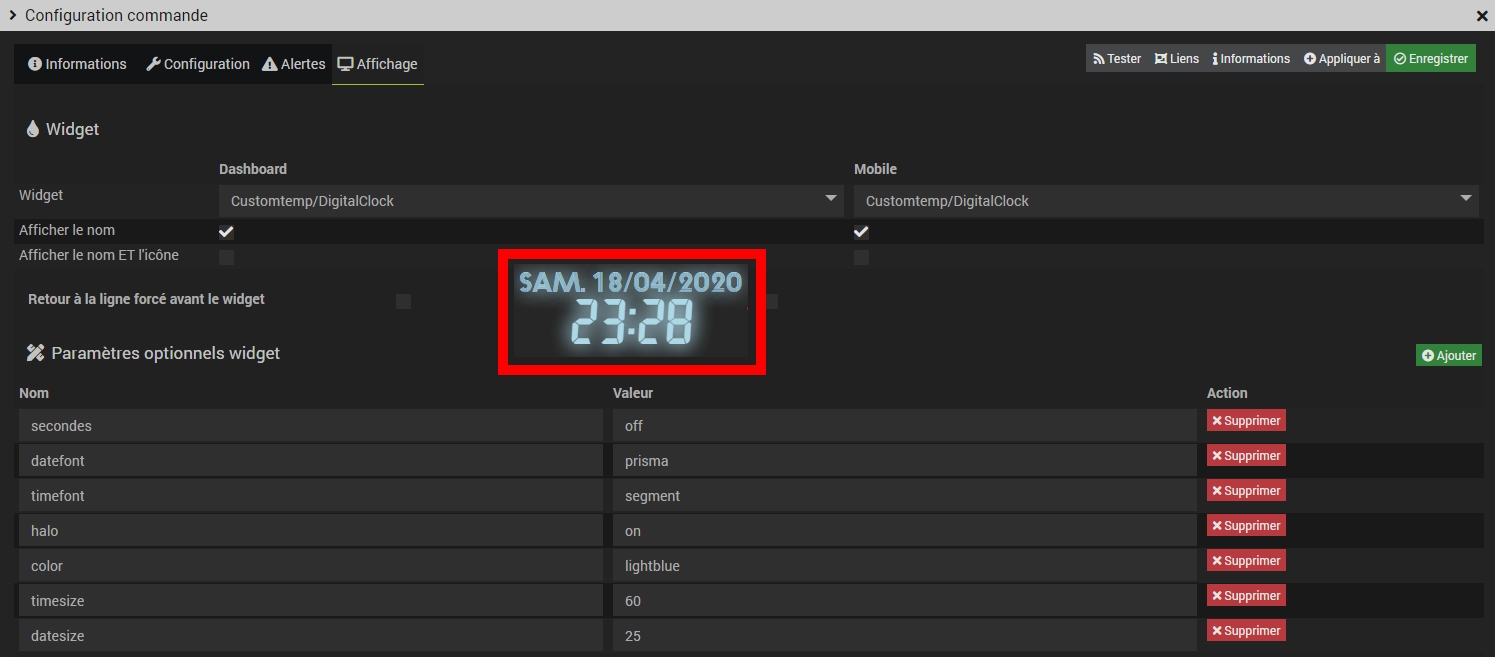 Configuration commande
Informations Configuration Alertes Affichage Tester Liens Informations Appliquer à Enregistrer
Widget
Dashboard Mobile
Widget Customtemp/DigitalClock Customtemp/DigitalClock
Afficher le nom
Afficher le nom ET l'icône
SAM. 18/04/2020
Retour à la ligne forcé avant le widget
23:28
Paramètres optionnels widget Ajouter
Nom Valeur Action
secondes off Supprimer
datefont prisma Supprimer
timefont segment Supprimer
halo on Supprimer
color lightblue Supprimer
timesize 60 Supprimer
datesize 25 Supprimer